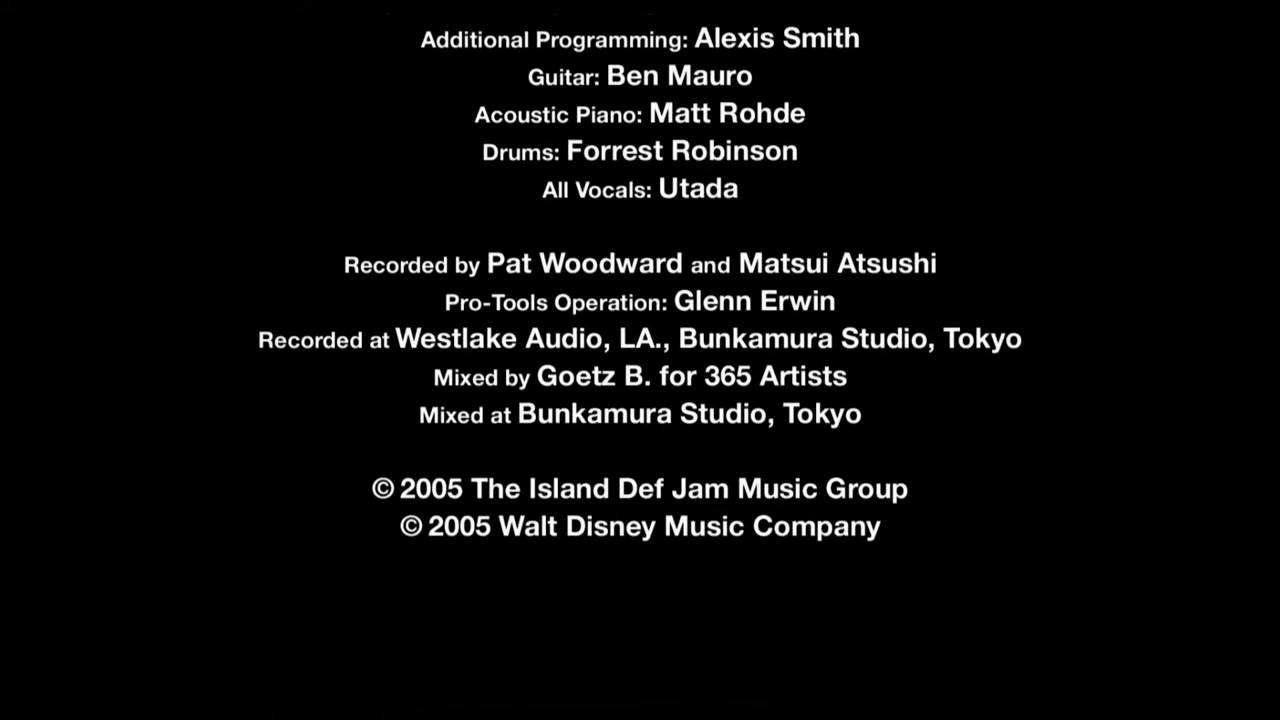 Additional Programming: Alexis Smith
Guitar: Ben Mauro
Acoustic Piano: Matt Rohde
Drums: Forrest Robinson
All Vocals: Utada
Recorded by Pat Woodward and Matsui Atsushi
Pro-Tools Operation: Glenn Erwin
Recorded at Westlake Audio, LA., Bunkamura Studio, Tokyo
Mixed by Goetz B. for 365 Artists
Mixed at Bunkamura Studio, Tokyo
© 2005 The Island Def Jam Music Group
© 2005 Walt Disney Music Company